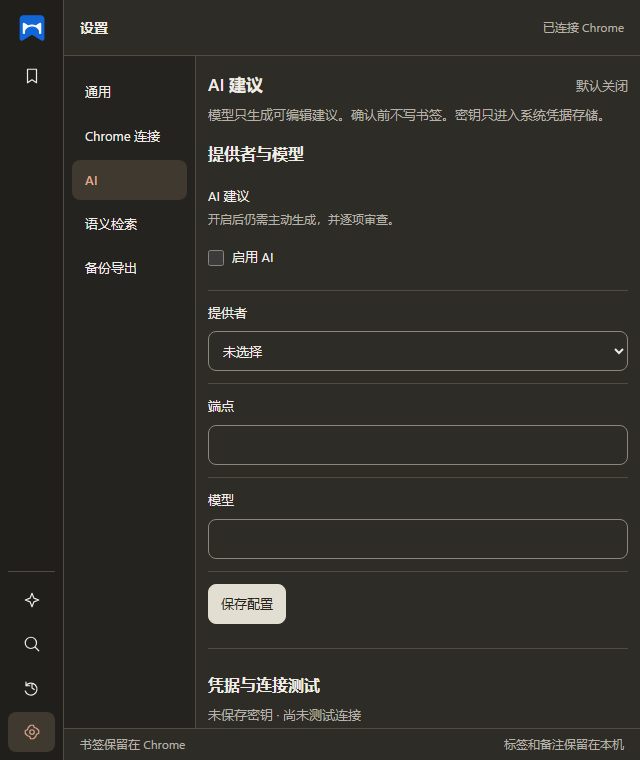 设置
已连接 Chrome
通用
Chrome 连接
AI
语义检索
备份导出
AI 建议
默认关闭
模型只生成可编辑建议。确认前不写书签。密钥只进入系统凭据存储。
提供者与模型
AI 建议
开启后仍需主动生成，并逐项审查。
启用 AI
提供者
未选择
端点
模型
保存配置
凭据与连接测试
未保存密钥 · 尚未测试连接
书签保留在 Chrome
标签和备注保留在本机